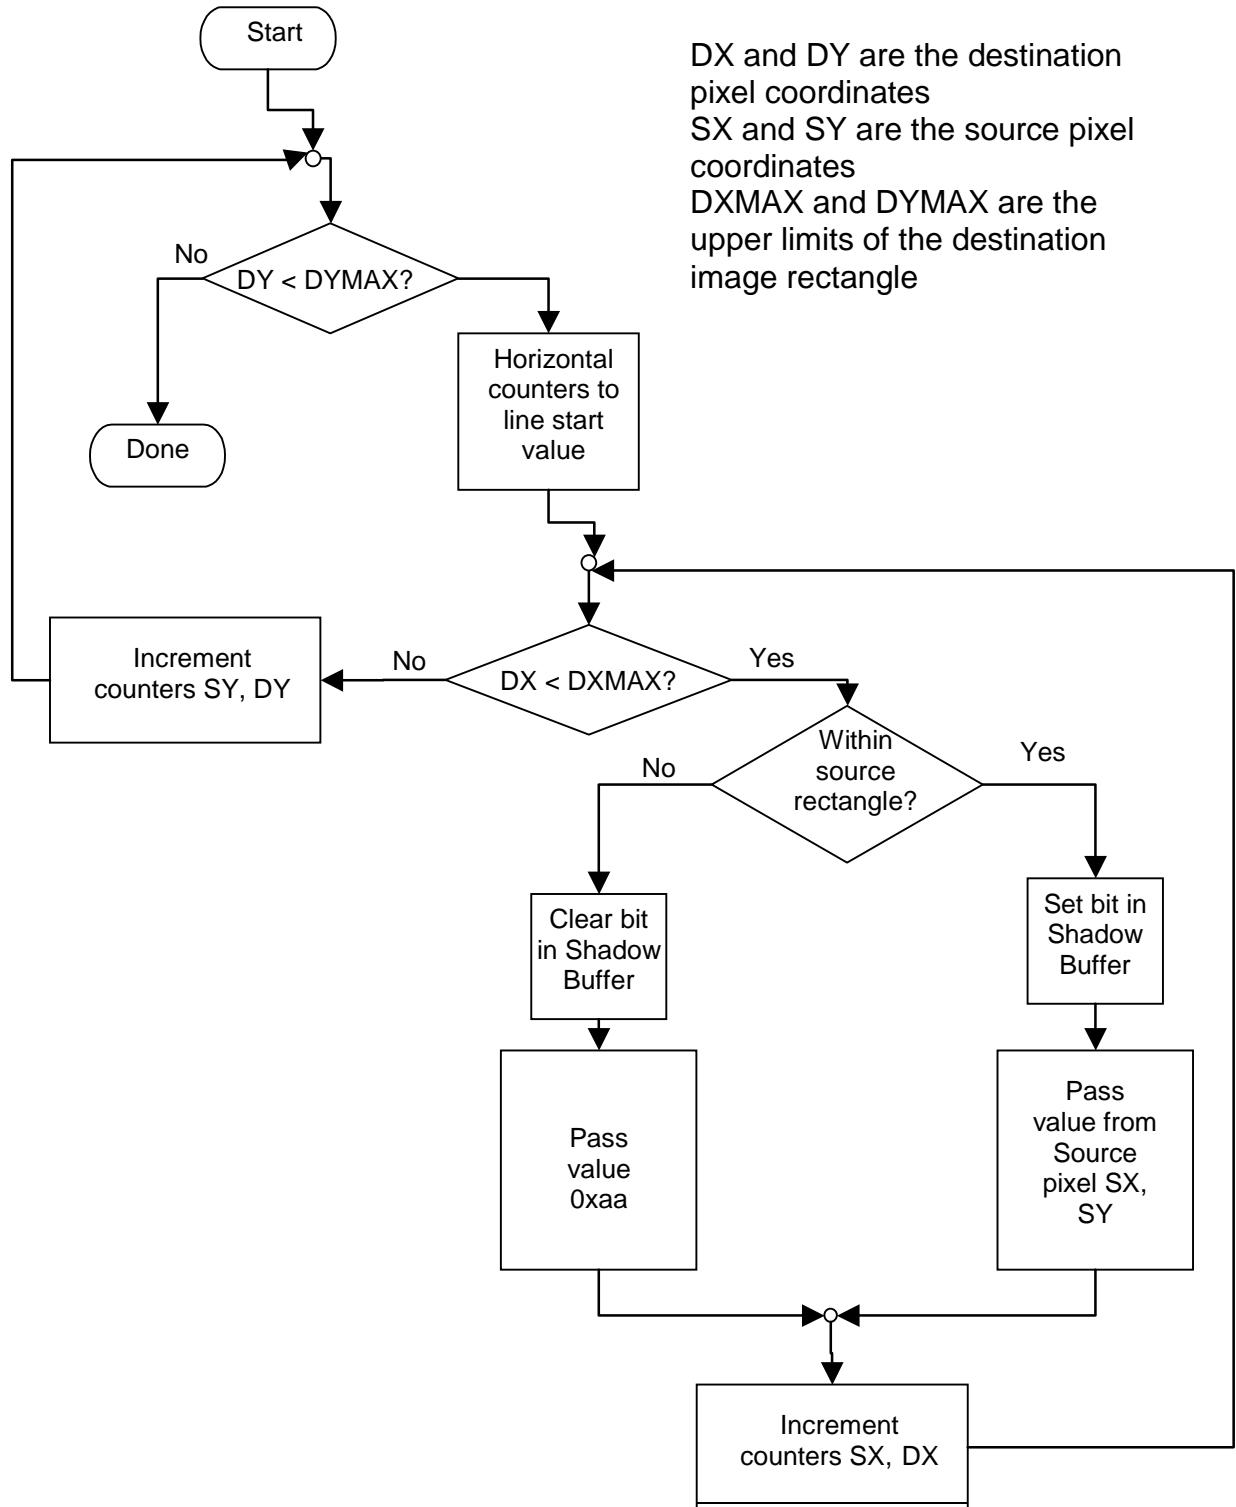 Start
DX and DY are the destination
pixel coordinates
SX and SY are the source pixel
coordinates
DXMAX and DYMAX are the
upper limits of the destination
image rectangle
No
DY < DYMAX?
Horizontal
counters to
line start
value
Done
Increment
counters SY, DY
No
DX < DXMAX?
Yes
Within
source
rectangle?
No
Yes
Clear bit
in Shadow
Buffer
Set bit in
Shadow
Buffer
Pass
value
0xaa
Pass
value from
Source
pixel SX,
SY
Increment
counters SX, DX